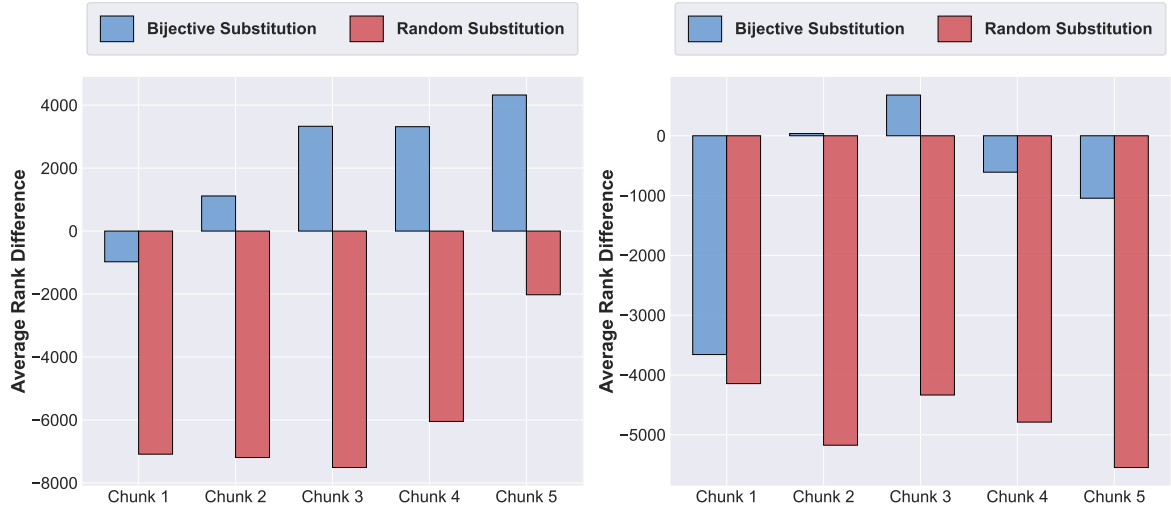 Bijective Substitution Random Substitution
Average Rank Difference
4000
2000
0
−2000
−4000
−6000
−8000
Chunk 1 Chunk 2 Chunk 3 Chunk 4 Chunk 5
Bijective Substitution Random Substitution
Average Rank Difference
0
−1000
−2000
−3000
−4000
−5000
Chunk 1 Chunk 2 Chunk 3 Chunk 4 Chunk 5